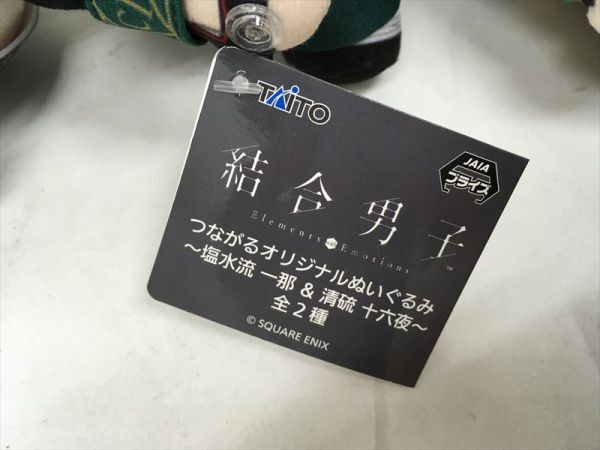 TAITO
JAIA
プライズ
結合男子
Elements with Emotions
™
つながるオリジナルぬいぐるみ
～塩水流 一那 & 清硫 十六夜～
全2種
© SQUARE ENIX